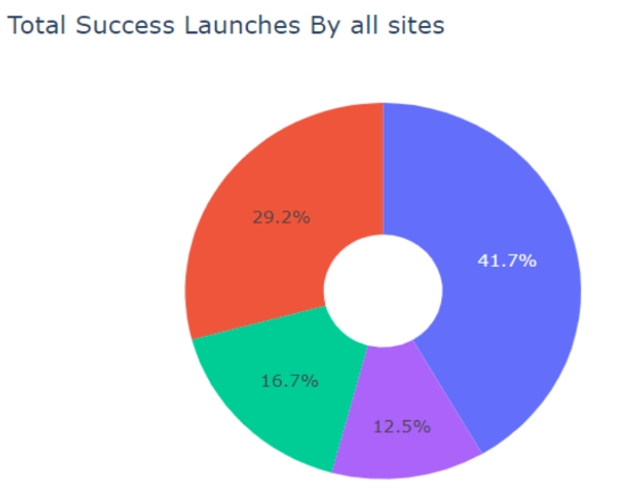 Total Success Launches By all sites
29.2%
41.7%
16.7%
12.5%